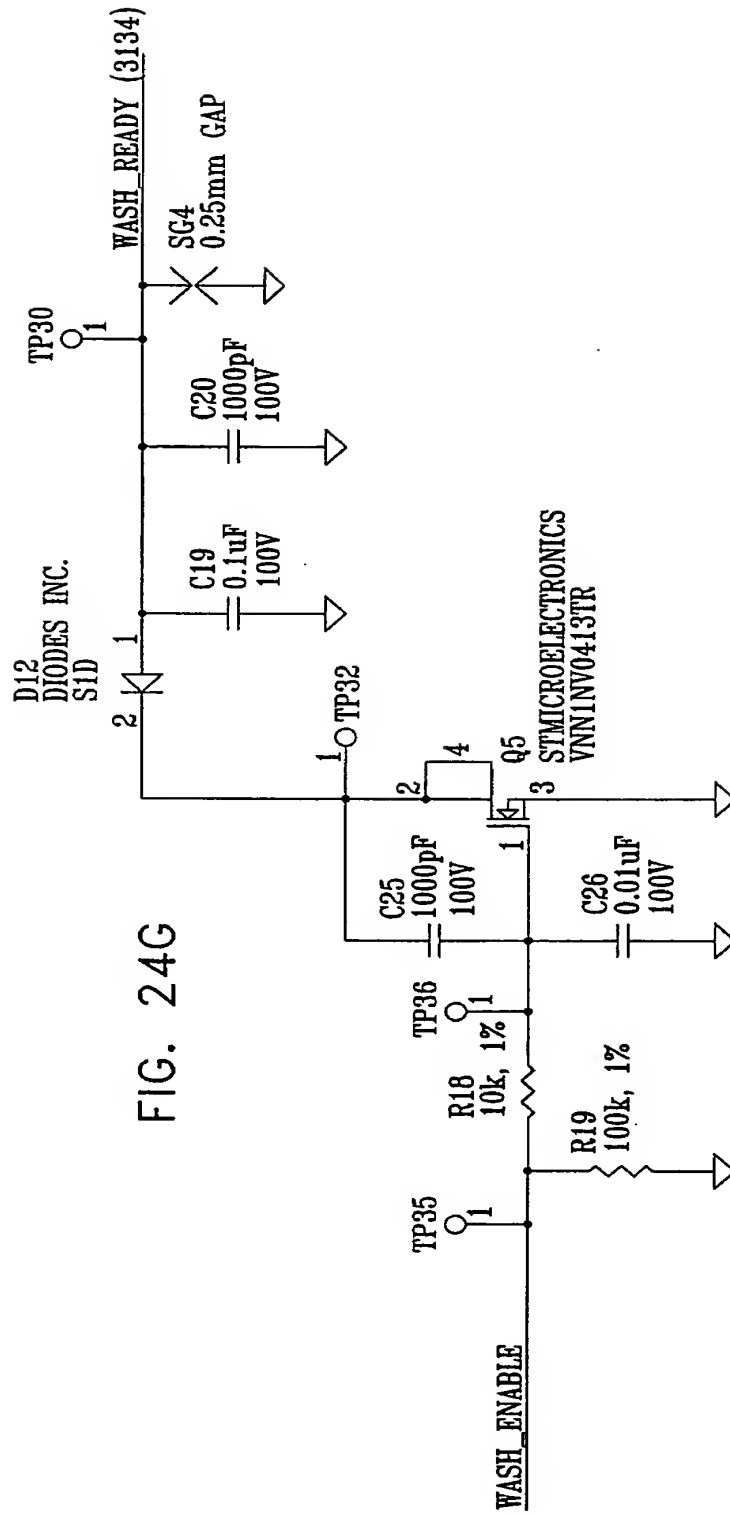 FIG. 24G
WASH_ENABLE
TP35
1
R19
100k, 1%
R18
10k, 1%
TP36
1
C25
1000pF
100V
C26
0.01uF
100V
1
2
4
3
Q5
STMICROELECTRONICS
VNN1NV0413TR
1
TP32
D12
DIODES INC.
S1D
2
1
C19
0.1uF
100V
C20
1000pF
100V
TP30
1
SG4
0.25mm GAP
WASH_READY (3134)